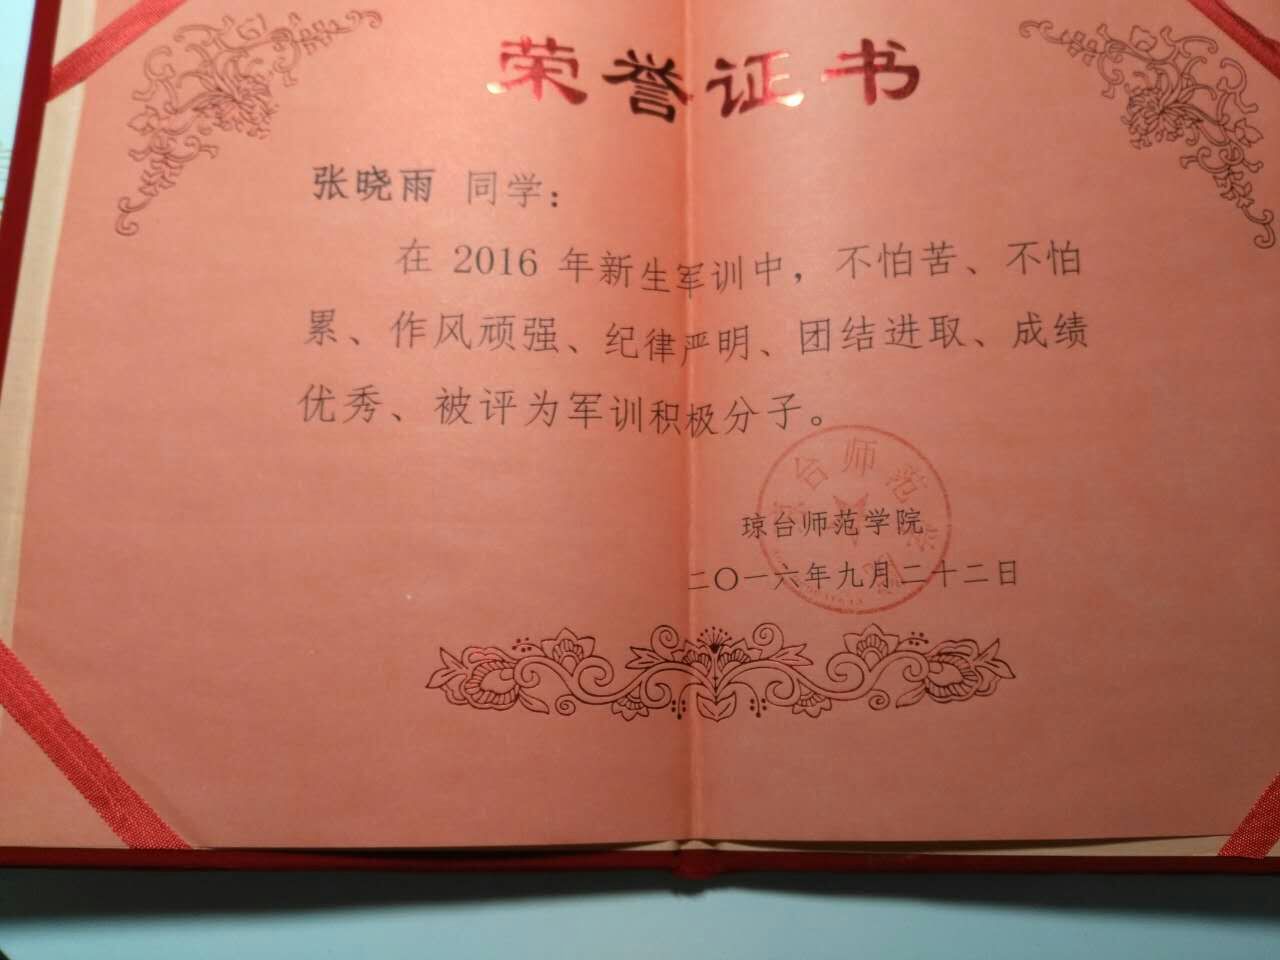 荣誉证书
张晓雨 同学：
在 2016 年新生军训中，不怕苦、不怕
累、作风顽强、纪律严明、团结进取、成绩
优秀、被评为军训积极分子。
台师范
琼台师范学院
二〇一六年九月二十二日